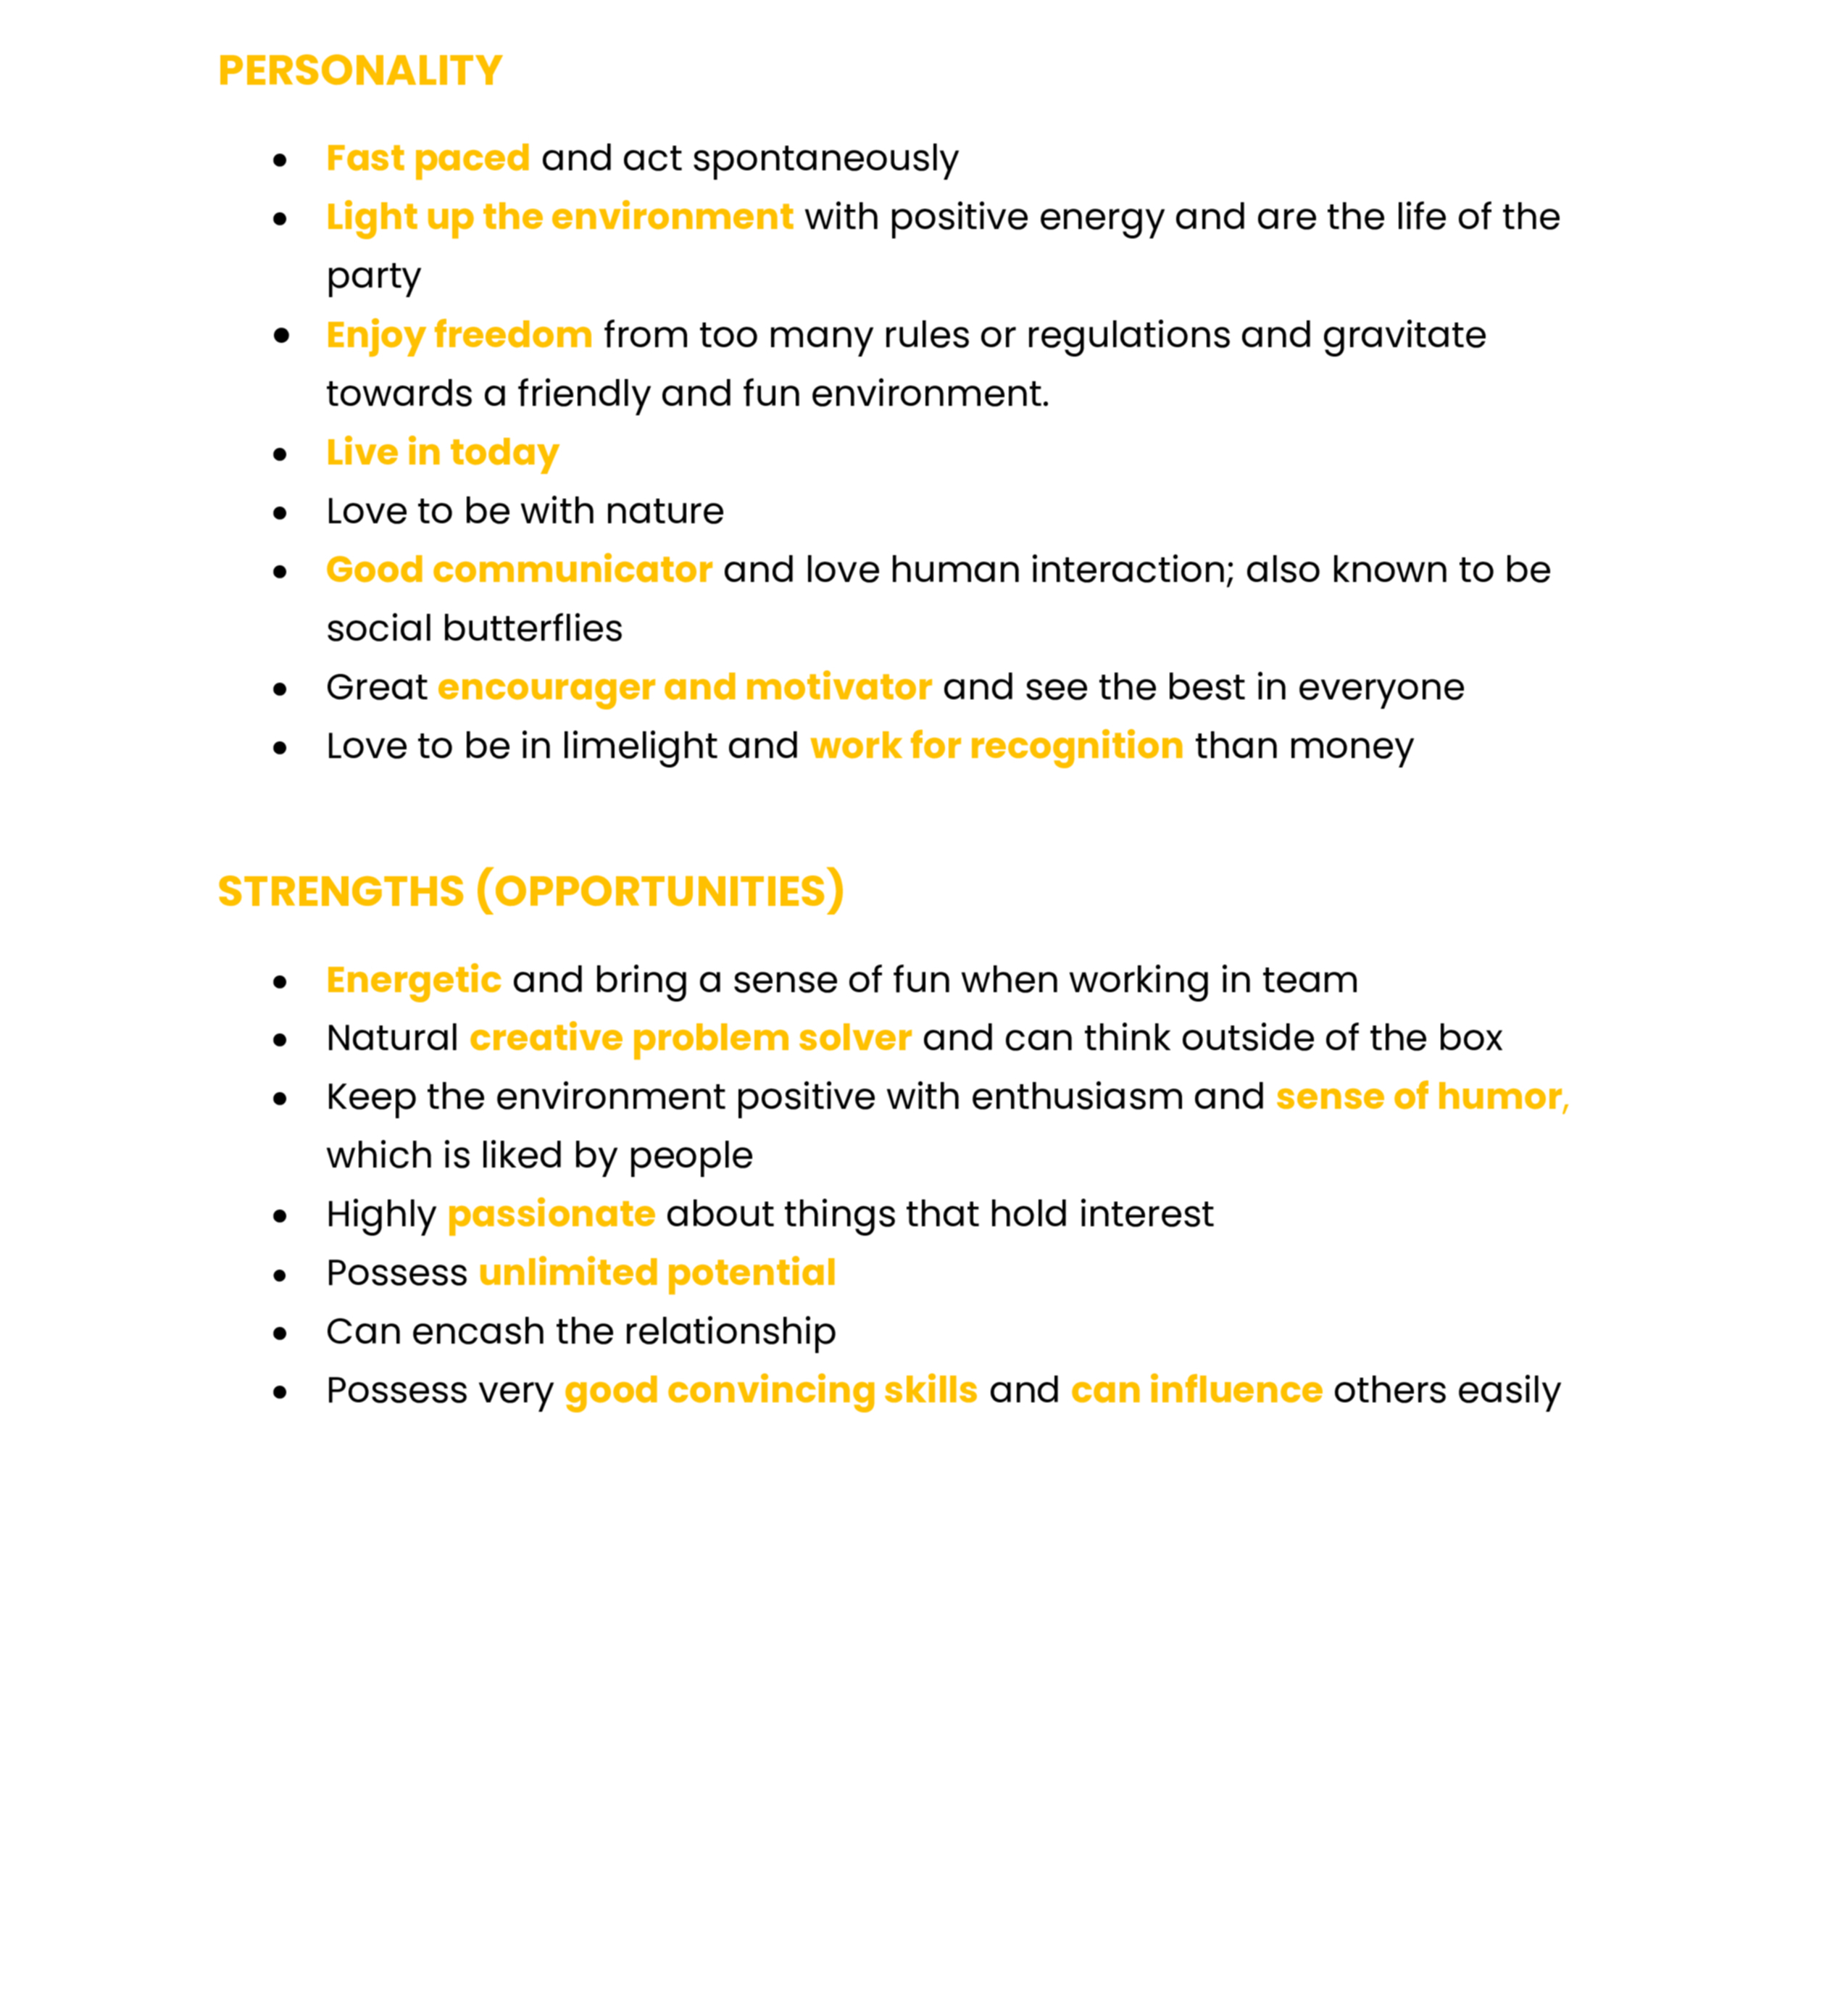 PERSONALITY
• Fast paced and act spontaneously
• Light up the environment with positive energy and are the life of the
party
• Enjoy freedom from too many rules or regulations and gravitate
towards a friendly and fun environment.
• Live in today
• Love to be with nature
• Good communicator and love human interaction; also known to be
social butterflies
• Great encourager and motivator and see the best in everyone
• Love to be in limelight and work for recognition than money
STRENGTHS (OPPORTUNITIES)
• Energetic and bring a sense of fun when working in team
• Natural creative problem solver and can think outside of the box
• Keep the environment positive with enthusiasm and sense of humor,
which is liked by people
• Highly passionate about things that hold interest
• Possess unlimited potential
• Can encash the relationship
• Possess very good convincing skills and can influence others easily